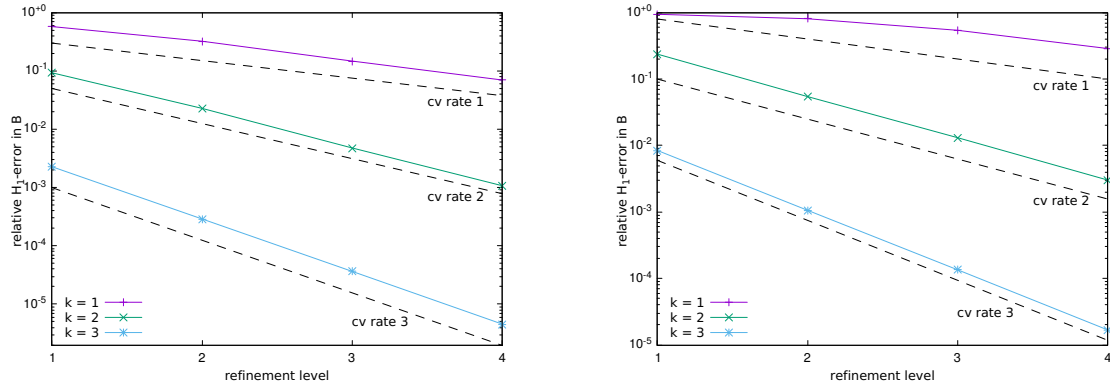 10^0
10^-1
10^-2
10^-3
10^-4
10^-5
relative H_1-error in B
cv rate 1
cv rate 2
cv rate 3
k = 1
k = 2
k = 3
1 2 3 4
refinement level
10^0
10^-1
10^-2
10^-3
10^-4
10^-5
relative H_1-error in B
cv rate 1
cv rate 2
cv rate 3
k = 1
k = 2
k = 3
1 2 3 4
refinement level